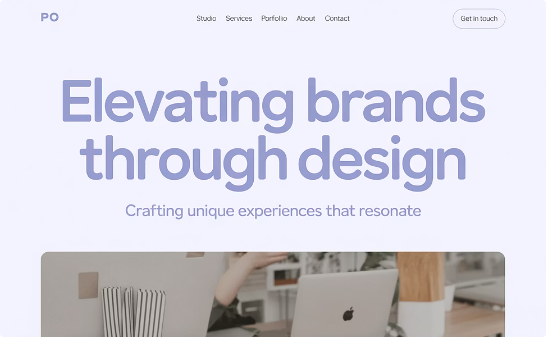 PO
Studio Services Portfolio About Contact
Get in touch
Elevating brands
through design
Crafting unique experiences that resonate